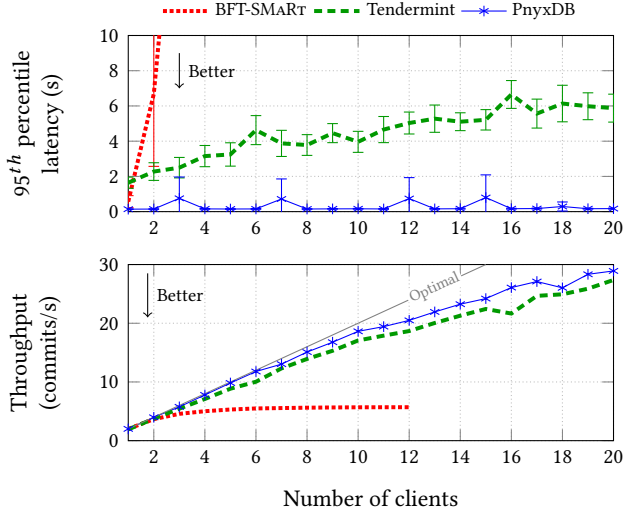 BFT-SMART Tendermint PnyxDB
95th percentile
latency (s)
10
8
6
4
2
0
Better
2 4 6 8 10 12 14 16 18 20
Throughput
(commits/s)
30
20
10
0
Better
Optimal
2 4 6 8 10 12 14 16 18 20
Number of clients